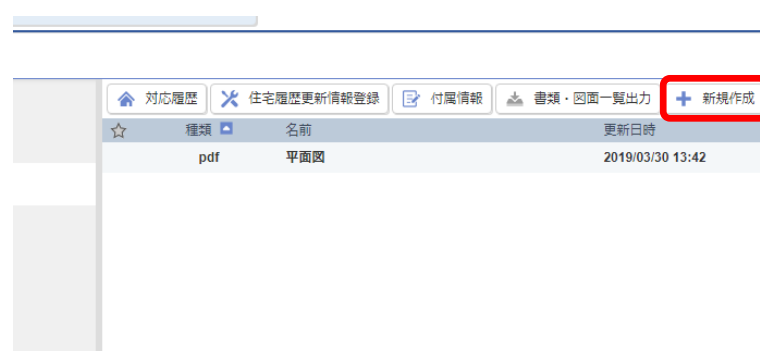 対応履歴 住宅履歴更新情報登録 付属情報 書類・図面一覧出力 新規作成
種類 名前 更新日時
pdf 平面図 2019/03/30 13:42